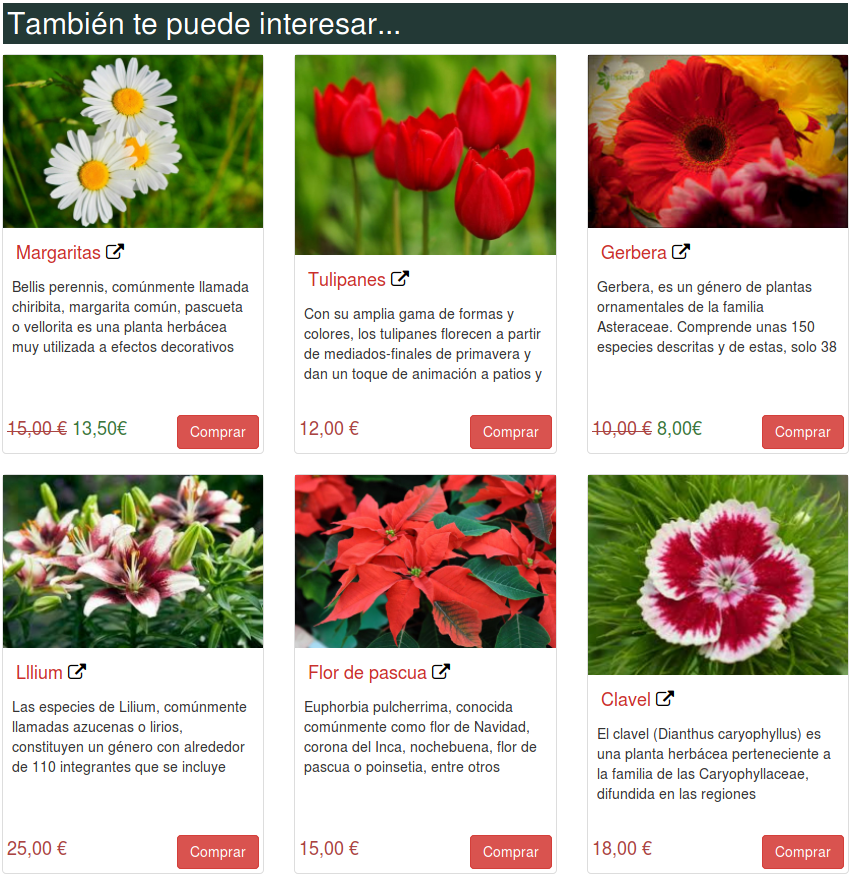 También te puede interesar...
Margaritas
Bellis perennis, comúnmente llamada
chiribita, margarita común, pascueta
o vellorita es una planta herbácea
muy utilizada a efectos decorativos
15,00 € 13,50€
Comprar
Tulipanes
Con su amplia gama de formas y
colores, los tulipanes florecen a partir
de mediados-finales de primavera y
dan un toque de animación a patios y
12,00 €
Comprar
Gerbera
Gerbera, es un género de plantas
ornamentales de la familia
Asteraceae. Comprende unas 150
especies descritas y de estas, solo 38
10,00 € 8,00€
Comprar
Lllium
Las especies de Lilium, comúnmente
llamadas azucenas o lirios,
constituyen un género con alrededor
de 110 integrantes que se incluye
25,00 €
Comprar
Flor de pascua
Euphorbia pulcherrima, conocida
comúnmente como flor de Navidad,
corona del Inca, nochebuena, flor de
pascua o poinsetia, entre otros
15,00 €
Comprar
Clavel
El clavel (Dianthus caryophyllus) es
una planta herbácea perteneciente a
la familia de las Caryophyllaceae,
difundida en las regiones
18,00 €
Comprar